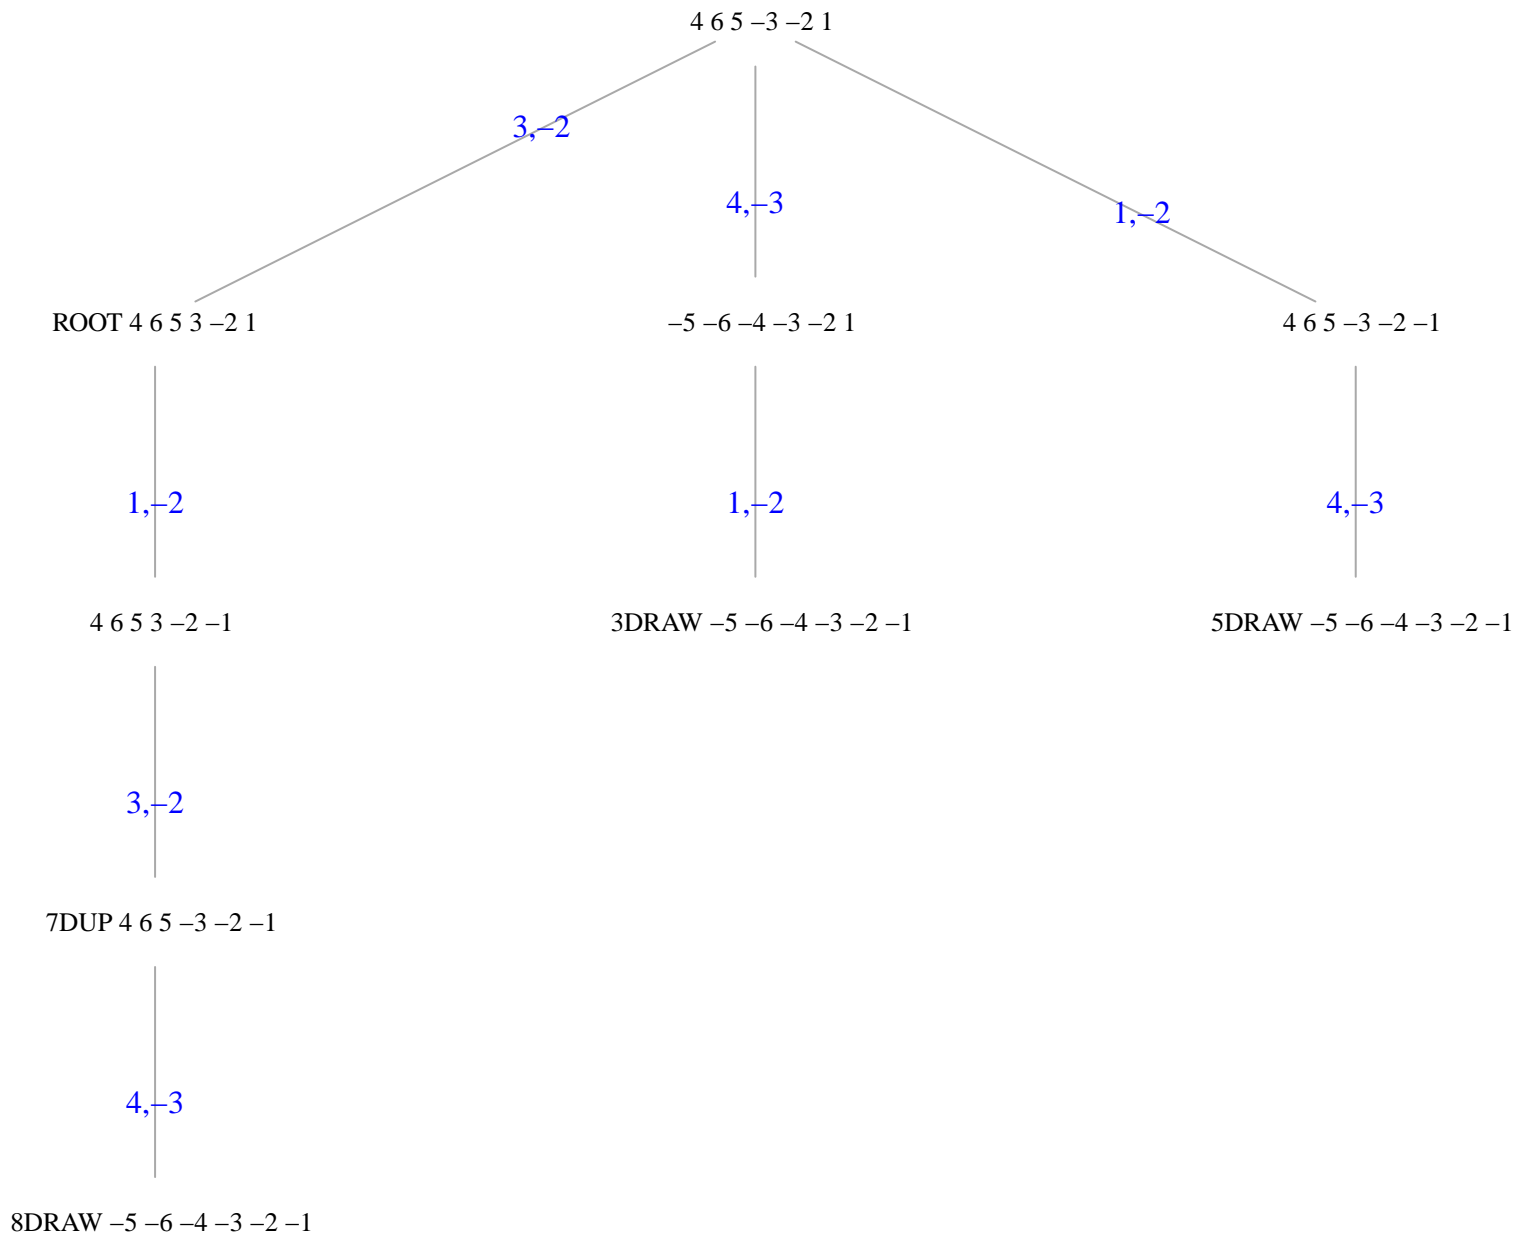 4 6 5 –3 –2 1
3,–2
4,–3
1,–2
ROOT 4 6 5 3 –2 1
–5 –6 –4 –3 –2 1
4 6 5 –3 –2 –1
1,–2
1,–2
4,–3
4 6 5 3 –2 –1
3DRAW –5 –6 –4 –3 –2 –1
5DRAW –5 –6 –4 –3 –2 –1
3,–2
7DUP 4 6 5 –3 –2 –1
4,–3
8DRAW –5 –6 –4 –3 –2 –1